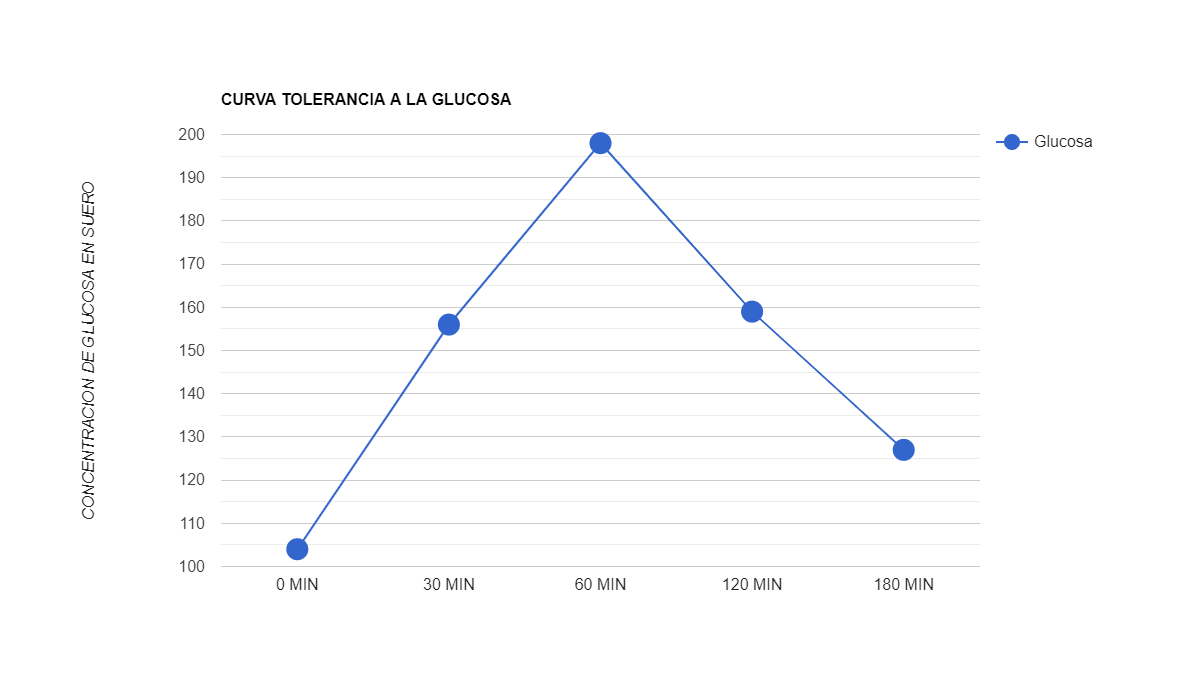 CURVA TOLERANCIA A LA GLUCOSA
Glucosa
CONCENTRACION DE GLUCOSA EN SUERO
200
190
180
170
160
150
140
130
120
110
100
0 MIN 30 MIN 60 MIN 120 MIN 180 MIN